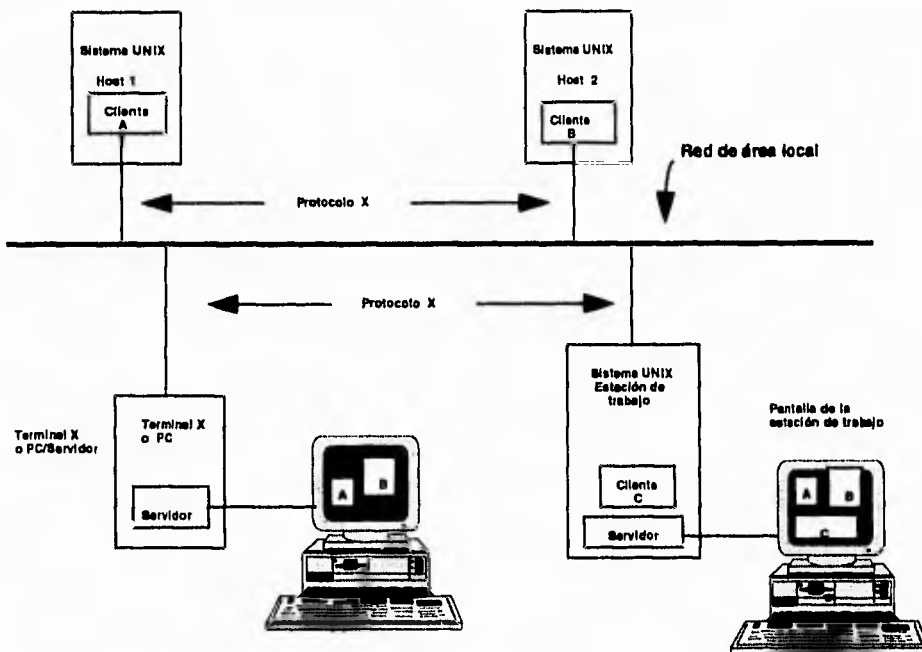 Sistema UNIX
Host 1
Cliente
A
Sistema UNIX
Host 2
Cliente
B
Red de área local
Protocolo X
Protocolo X
Terminal X
o PC/Servidor
Terminal X
o PC
Servidor
A
B
Sistema UNIX
Estación de
trabajo
Cliente
C
Servidor
Pantalla de la
estación de trabajo
A
B
C